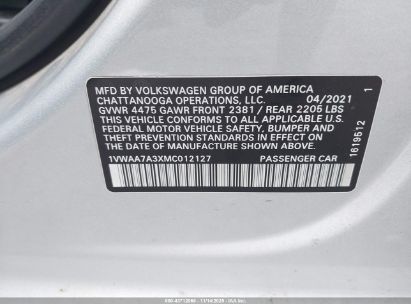 MFD BY VOLKSWAGEN GROUP OF AMERICA
CHATTANOOGA OPERATIONS, LLC. 04/2021
GVWR 4475 GAWR FRONT 2381 / REAR 2205 LBS
THIS VEHICLE CONFORMS TO ALL APPLICABLE U.S.
FEDERAL MOTOR VEHICLE SAFETY, BUMPER AND
THEFT PREVENTION STANDARDS IN EFFECT ON THE
DATE OF MANUFACTURE SHOWN ABOVE.
1VWAA7A3XMC012127 PASSENGER CAR
1619512 1